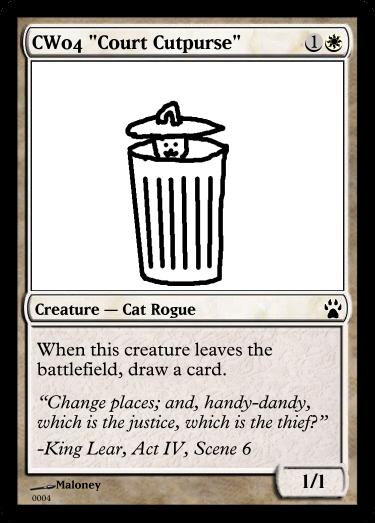 CW04 "Court Cutpurse" 1
Creature — Cat Rogue
When this creature leaves the
battlefield, draw a card.
“Change places; and, handy-dandy,
which is the justice, which is the thief?”
-King Lear, Act IV, Scene 6
1/1
Maloney
0004